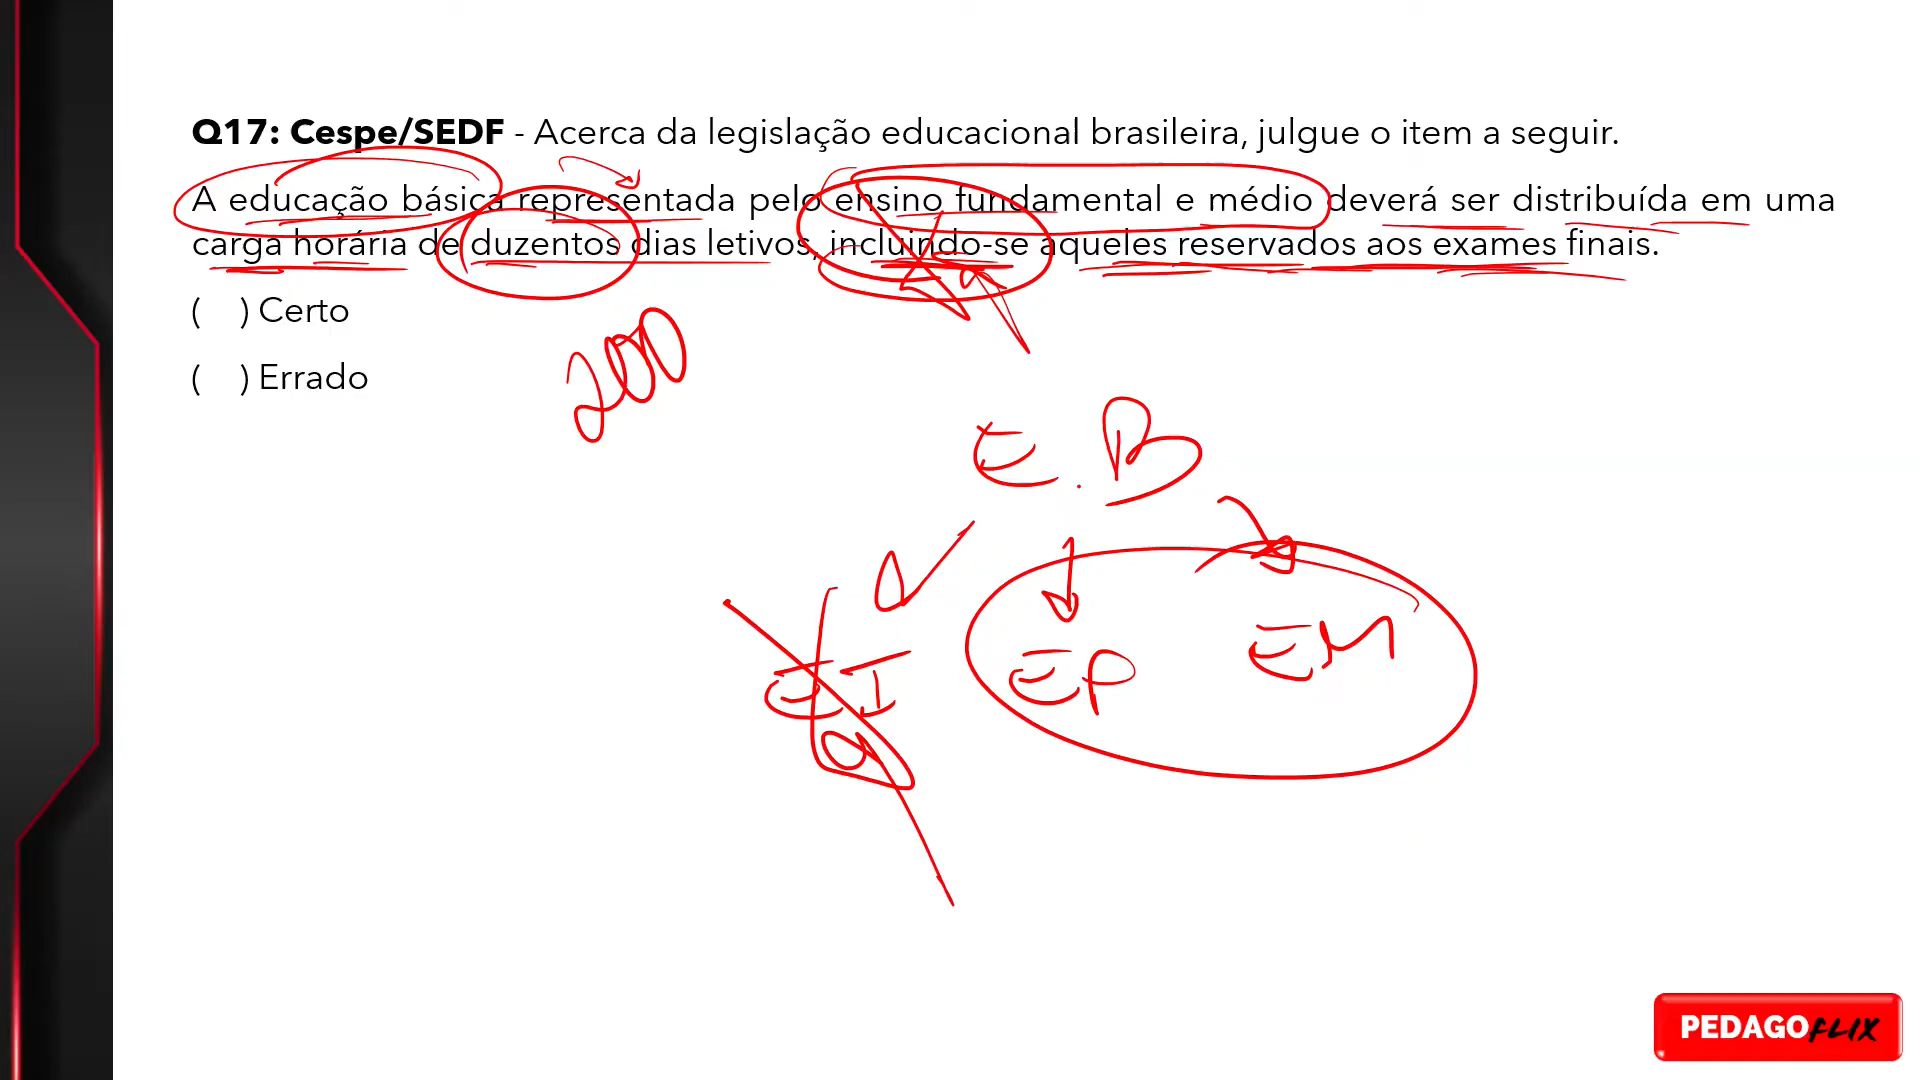 Q17: Cespe/SEDF - Acerca da legislação educacional brasileira, julgue o item a seguir.
A educação básica representada pelo ensino fundamental e médio deverá ser distribuída em uma
carga horária de duzentos dias letivos, incluindo-se aqueles reservados aos exames finais.
( ) Certo
( ) Errado
200
E.B
EI EP EM
PEDAGOFLIX